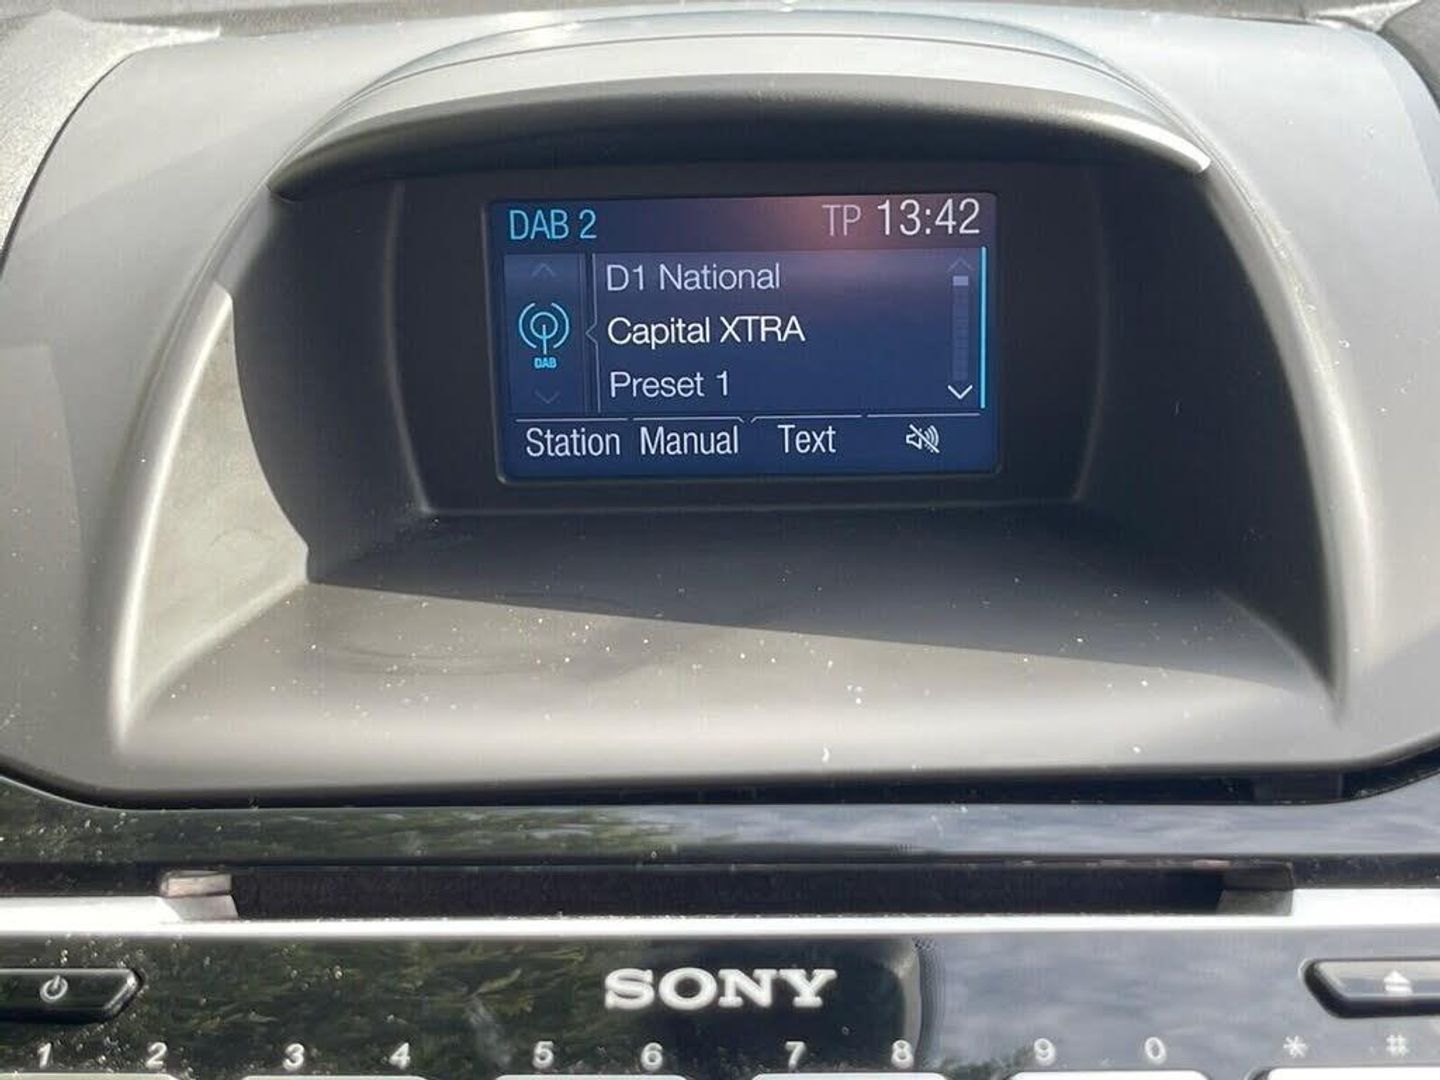 DAB 2 TP 13:42
D1 National
Capital XTRA
DAB
Preset 1
Station Manual Text
SONY
1 2 3 4 5 6 7 8 9 0 * #